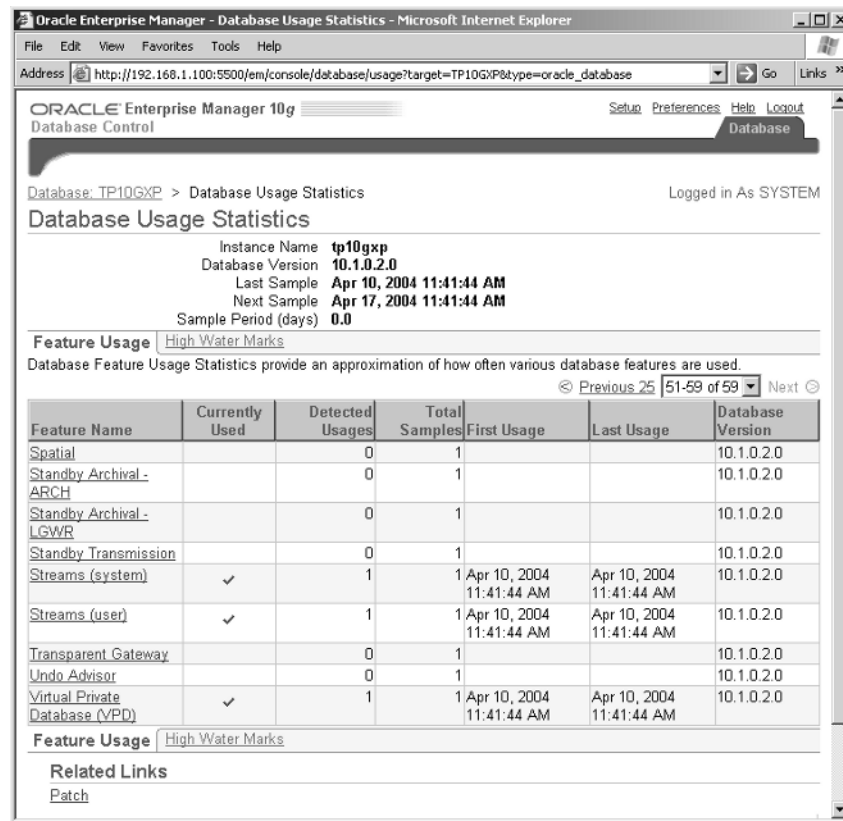 Oracle Enterprise Manager - Database Usage Statistics - Microsoft Internet Explorer
File Edit View Favorites Tools Help
Address http://192.168.1.100:5500/em/console/database/usage?target=TP10GXP&type=oracle_database Go Links »
ORACLE Enterprise Manager 10g Setup Preferences Help Logout
Database Control Database
Database: TP10GXP > Database Usage Statistics Logged in As SYSTEM
Database Usage Statistics
Instance Name tp10gxp
Database Version 10.1.0.2.0
Last Sample Apr 10, 2004 11:41:44 AM
Next Sample Apr 17, 2004 11:41:44 AM
Sample Period (days) 0.0
Feature Usage High Water Marks
Database Feature Usage Statistics provide an approximation of how often various database features are used.
Previous 25 51-59 of 59 Next
Feature Name Currently Used Detected Usages Total Samples First Usage Last Usage Database Version
Spatial 0 1 10.1.0.2.0
Standby Archival - 0 1 10.1.0.2.0
ARCH
Standby Archival - 0 1 10.1.0.2.0
LGWR
Standby Transmission 0 1 10.1.0.2.0
Streams (system) ✓ 1 1 Apr 10, 2004 Apr 10, 2004 10.1.0.2.0
11:41:44 AM 11:41:44 AM
Streams (user) ✓ 1 1 Apr 10, 2004 Apr 10, 2004 10.1.0.2.0
11:41:44 AM 11:41:44 AM
Transparent Gateway 0 1 10.1.0.2.0
Undo Advisor 0 1 10.1.0.2.0
Virtual Private ✓ 1 1 Apr 10, 2004 Apr 10, 2004 10.1.0.2.0
Database (VPD) 11:41:44 AM 11:41:44 AM
Feature Usage High Water Marks
Related Links
Patch